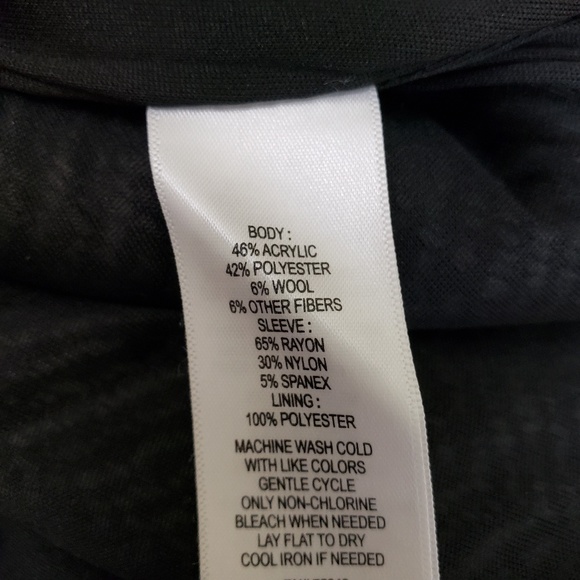 BODY :
46% ACRYLIC
42% POLYESTER
6% WOOL
6% OTHER FIBERS
SLEEVE :
65% RAYON
30% NYLON
5% SPANEX
LINING :
100% POLYESTER
MACHINE WASH COLD
WITH LIKE COLORS
GENTLE CYCLE
ONLY NON-CHLORINE
BLEACH WHEN NEEDED
LAY FLAT TO DRY
COOL IRON IF NEEDED